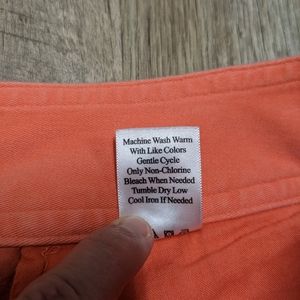 Machine Wash Warm
With Like Colors
Gentle Cycle
Only Non-Chlorine
Bleach When Needed
Tumble Dry Low
Cool Iron If Needed